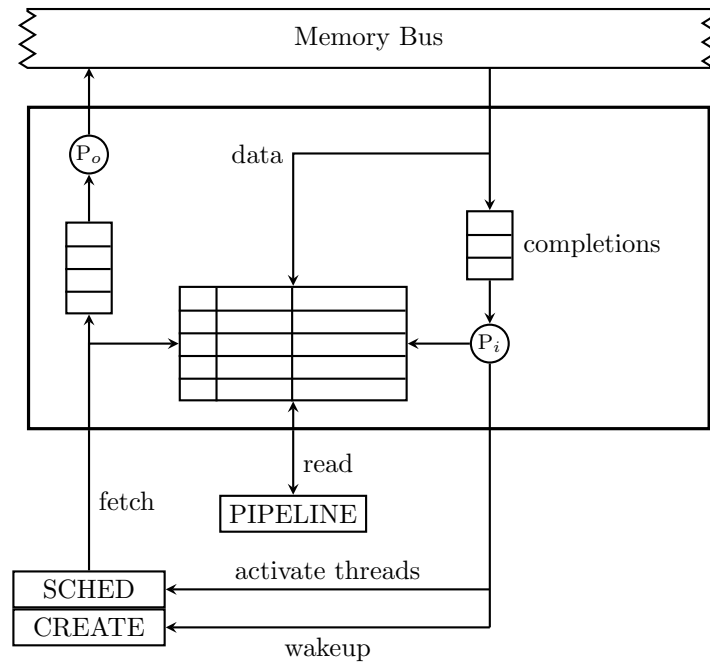 Memory Bus
P_o
data
completions
P_i
read
fetch
PIPELINE
activate threads
SCHED
CREATE
wakeup